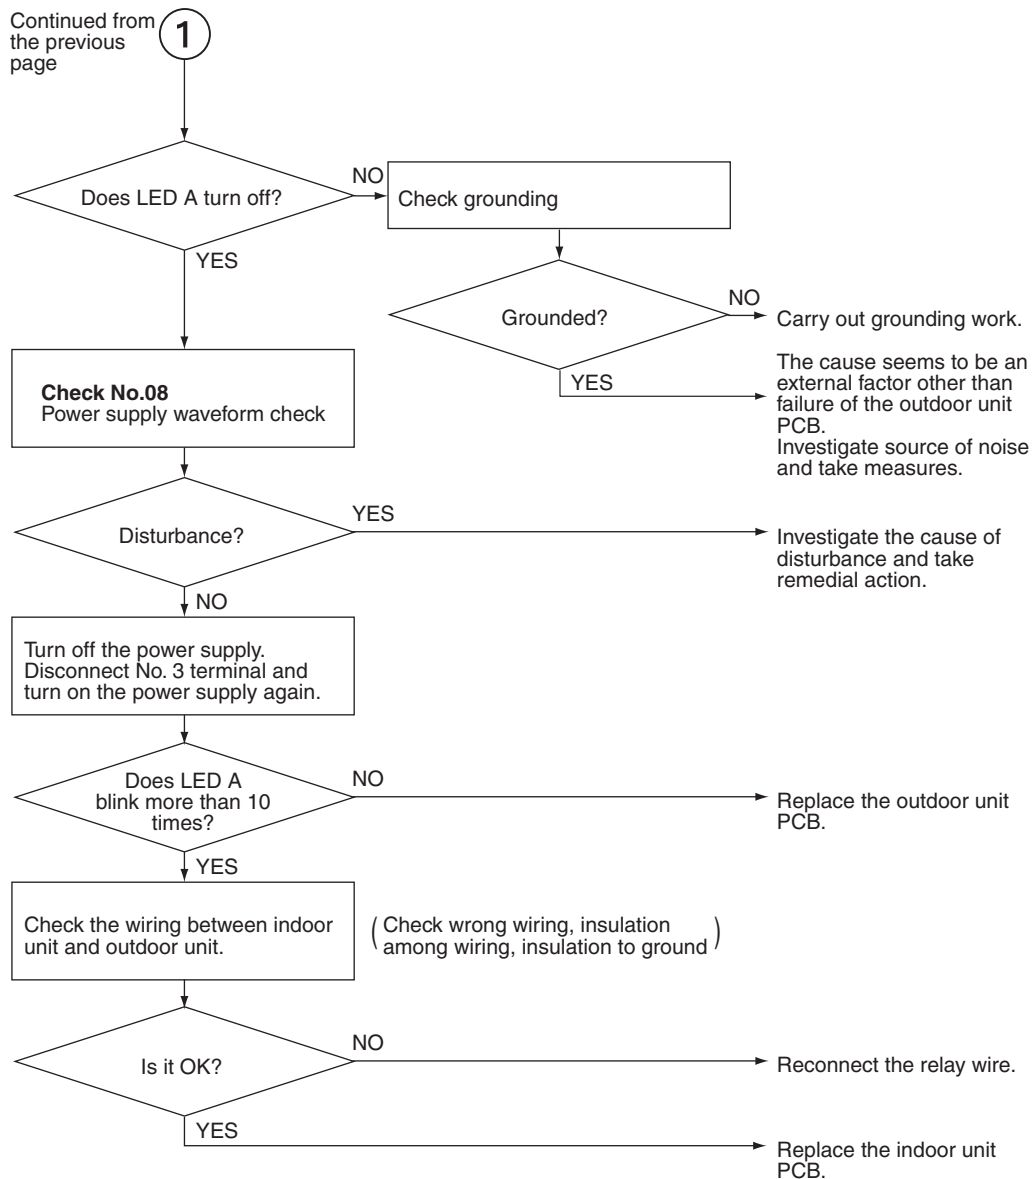 Continued from
the previous
page
1
Does LED A turn off?
NO
Check grounding
YES
Grounded?
NO
Carry out grounding work.
YES
The cause seems to be an
external factor other than
failure of the outdoor unit
PCB.
Investigate source of noise
and take measures.
Check No.08
Power supply waveform check
Disturbance?
YES
Investigate the cause of
disturbance and take
remedial action.
NO
Turn off the power supply.
Disconnect No. 3 terminal and
turn on the power supply again.
Does LED A
blink more than 10
times?
NO
Replace the outdoor unit
PCB.
YES
Check the wiring between indoor
unit and outdoor unit.
( Check wrong wiring, insulation
among wiring, insulation to ground )
Is it OK?
NO
Reconnect the relay wire.
YES
Replace the indoor unit
PCB.